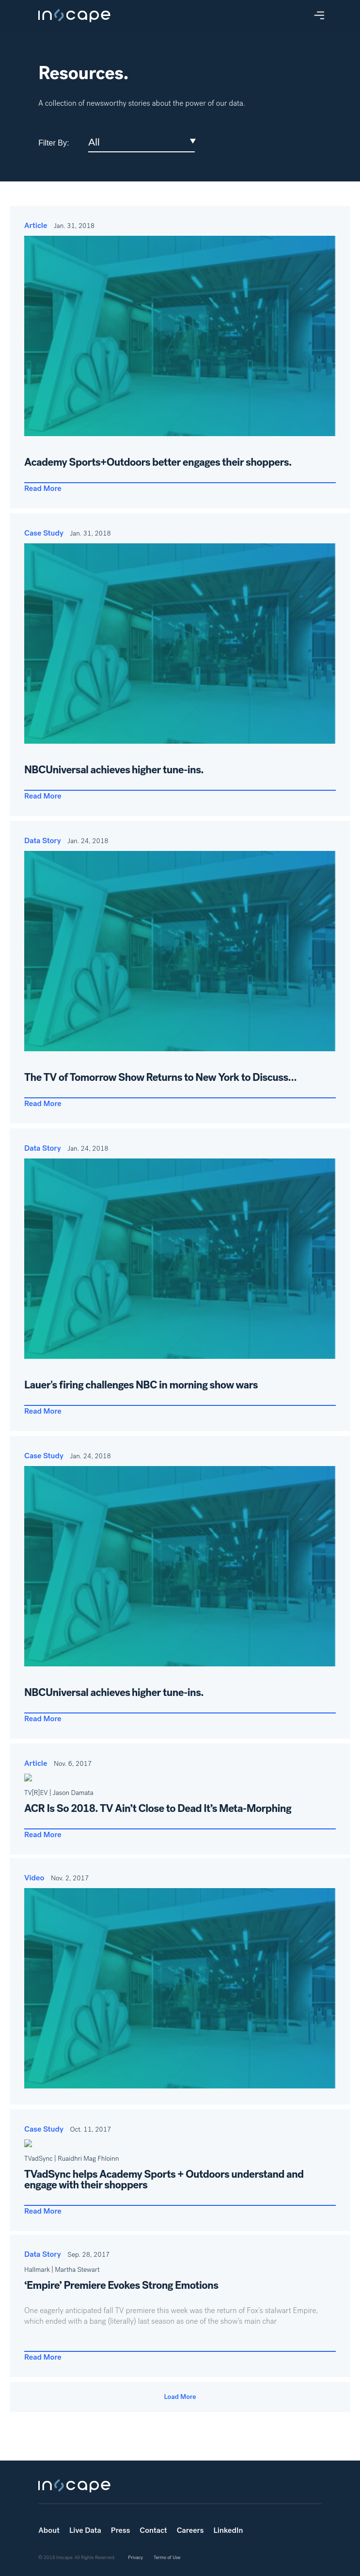 inscape
Resources.
A collection of newsworthy stories about the power of our data.
Filter By:
All
Article Jan. 31, 2018
Academy Sports+Outdoors better engages their shoppers.
Read More
Case Study Jan. 31, 2018
NBCUniversal achieves higher tune-ins.
Read More
Data Story Jan. 24, 2018
The TV of Tomorrow Show Returns to New York to Discuss...
Read More
Data Story Jan. 24, 2018
Lauer's firing challenges NBC in morning show wars
Read More
Case Study Jan. 24, 2018
NBCUniversal achieves higher tune-ins.
Read More
Article Nov. 6, 2017
TV[R]EV | Jason Damata
ACR Is So 2018. TV Ain't Close to Dead It's Meta-Morphing
Read More
Video Nov. 2, 2017
Case Study Oct. 11, 2017
TVadSync | Ruaidhri Mag Fhloinn
TVadSync helps Academy Sports + Outdoors understand and
engage with their shoppers
Read More
Data Story Sep. 28, 2017
Hallmark | Martha Stewart
‘Empire’ Premiere Evokes Strong Emotions
One eagerly anticipated fall TV premiere this week was the return of Fox's stalwart Empire,
which ended with a bang (literally) last season as one of the show's main char
Read More
Load More
inscape
About Live Data Press Contact Careers LinkedIn
© 2018 Inscape. All Rights Reserved. Privacy Terms of Use